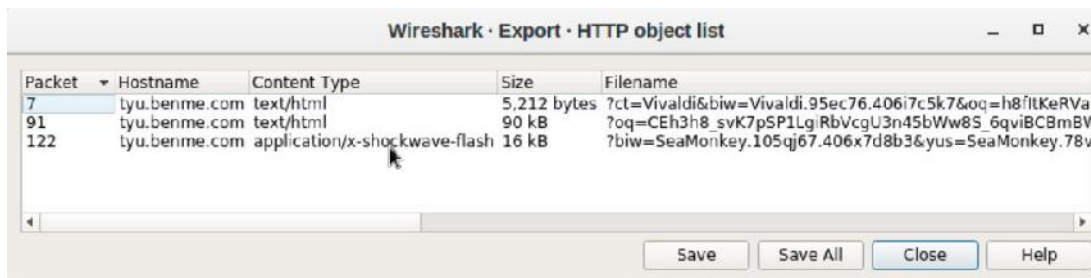 Wireshark · Export · HTTP object list
Packet Hostname Content Type Size Filename
7 tyu.benme.com text/html 5,212 bytes ?ct=Vivaldi&biw=Vivaldi.95ec76.406i7c5k7&oq=h8fItKeRVa
91 tyu.benme.com text/html 90 kB ?oq=CEh3h8_svK7pSP1LgiRbVcgU3n45bWw8S_6qviBCBmBW
122 tyu.benme.com application/x-shockwave-flash 16 kB ?biw=SeaMonkey.105qj67.406x7d8b3&yus=SeaMonkey.78v
Save Save All Close Help